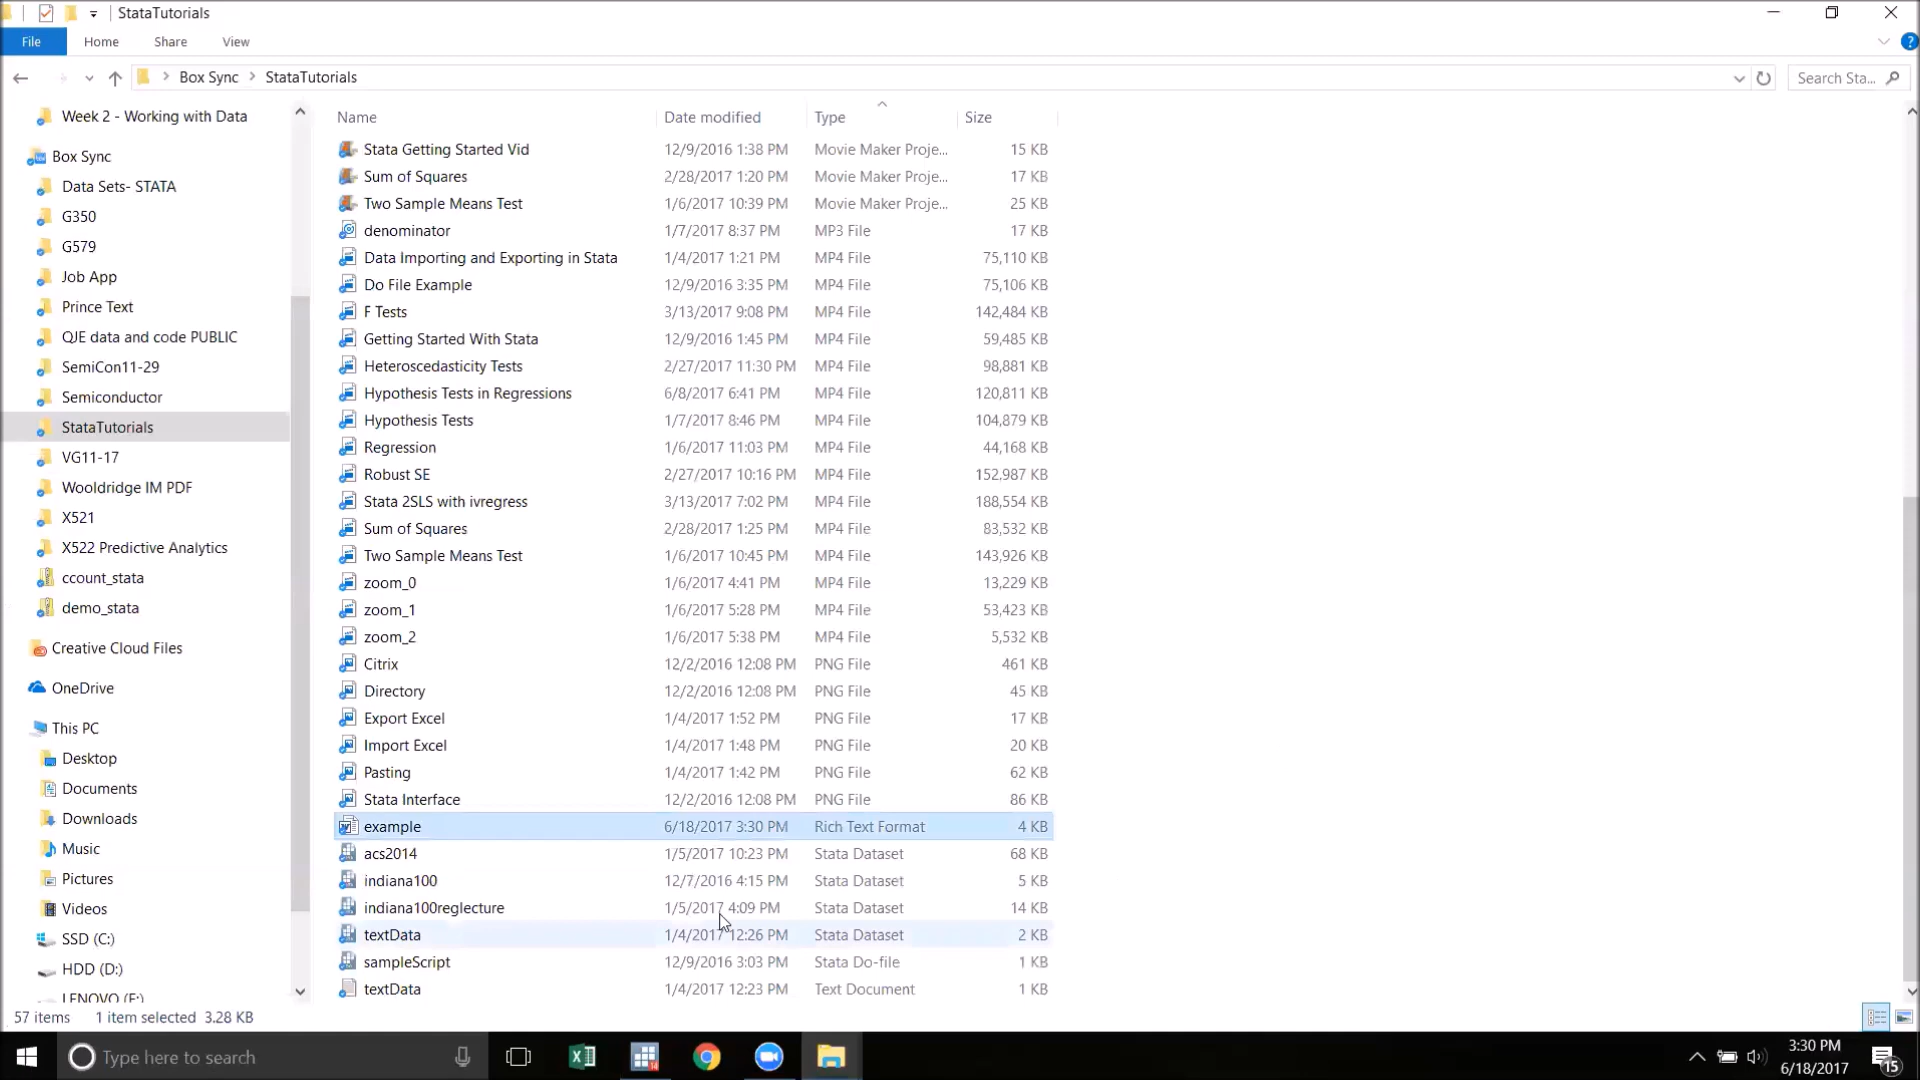 StataTutorials
File Home Share View
Box Sync StataTutorials Search Sta...
Name Date modified Type Size
Week 2 - Working with Data
Box Sync
Data Sets- STATA
G350
G579
Job App
Prince Text
QJE data and code PUBLIC
SemiCon11-29
Semiconductor
StataTutorials
VG11-17
Wooldridge IM PDF
X521
X522 Predictive Analytics
ccount_stata
demo_stata
Creative Cloud Files
OneDrive
This PC
Desktop
Documents
Downloads
Music
Pictures
Videos
SSD (C:)
HDD (D:)
LENOVO (E:)
Stata Getting Started Vid 12/9/2016 1:38 PM Movie Maker Proje... 15 KB
Sum of Squares 2/28/2017 1:20 PM Movie Maker Proje... 17 KB
Two Sample Means Test 1/6/2017 10:39 PM Movie Maker Proje... 25 KB
denominator 1/7/2017 8:37 PM MP3 File 17 KB
Data Importing and Exporting in Stata 1/4/2017 1:21 PM MP4 File 75,110 KB
Do File Example 12/9/2016 3:35 PM MP4 File 75,106 KB
F Tests 3/13/2017 9:08 PM MP4 File 142,484 KB
Getting Started With Stata 12/9/2016 1:45 PM MP4 File 59,485 KB
Heteroscedasticity Tests 2/27/2017 11:30 PM MP4 File 98,881 KB
Hypothesis Tests in Regressions 6/8/2017 6:41 PM MP4 File 120,811 KB
Hypothesis Tests 1/7/2017 8:46 PM MP4 File 104,879 KB
Regression 1/6/2017 11:03 PM MP4 File 44,168 KB
Robust SE 2/27/2017 10:16 PM MP4 File 152,987 KB
Stata 2SLS with ivregress 3/13/2017 7:02 PM MP4 File 188,554 KB
Sum of Squares 2/28/2017 1:25 PM MP4 File 83,532 KB
Two Sample Means Test 1/6/2017 10:45 PM MP4 File 143,926 KB
zoom_0 1/6/2017 4:41 PM MP4 File 13,229 KB
zoom_1 1/6/2017 5:28 PM MP4 File 53,423 KB
zoom_2 1/6/2017 5:38 PM MP4 File 5,532 KB
Citrix 12/2/2016 12:08 PM PNG File 461 KB
Directory 12/2/2016 12:08 PM PNG File 45 KB
Export Excel 1/4/2017 1:52 PM PNG File 17 KB
Import Excel 1/4/2017 1:48 PM PNG File 20 KB
Pasting 1/4/2017 1:42 PM PNG File 62 KB
Stata Interface 12/2/2016 12:08 PM PNG File 86 KB
example 6/18/2017 3:30 PM Rich Text Format 4 KB
acs2014 1/5/2017 10:23 PM Stata Dataset 68 KB
indiana100 12/7/2016 4:15 PM Stata Dataset 5 KB
indiana100reglecture 1/5/2017 4:09 PM Stata Dataset 14 KB
textData 1/4/2017 12:26 PM Stata Dataset 2 KB
sampleScript 12/9/2016 3:03 PM Stata Do-file 1 KB
textData 1/4/2017 12:23 PM Text Document 1 KB
57 items 1 item selected 3.28 KB
Type here to search
3:30 PM
6/18/2017
15